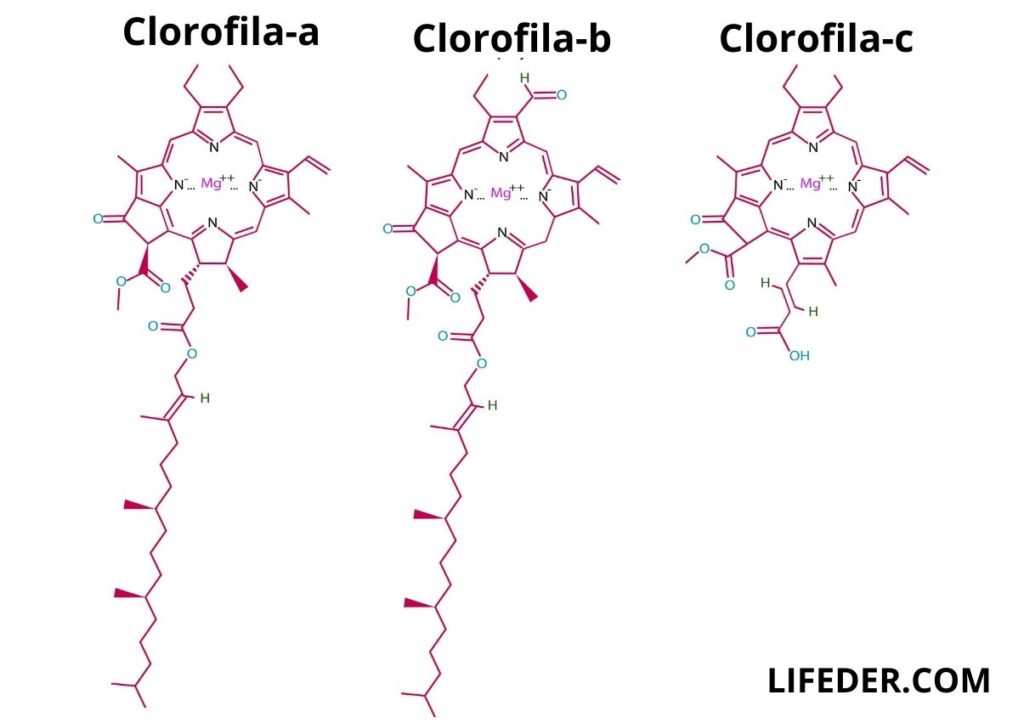 Clorofila-a
Clorofila-b
Clorofila-c
N
N- Mg++ N-
N
O
O
O
O
O
H
H
O
N
N- Mg++ N-
N
O
O
O
O
O
H
N
N- Mg++ N-
N
O
O
O
H
H
O
OH
LIFEDER.COM